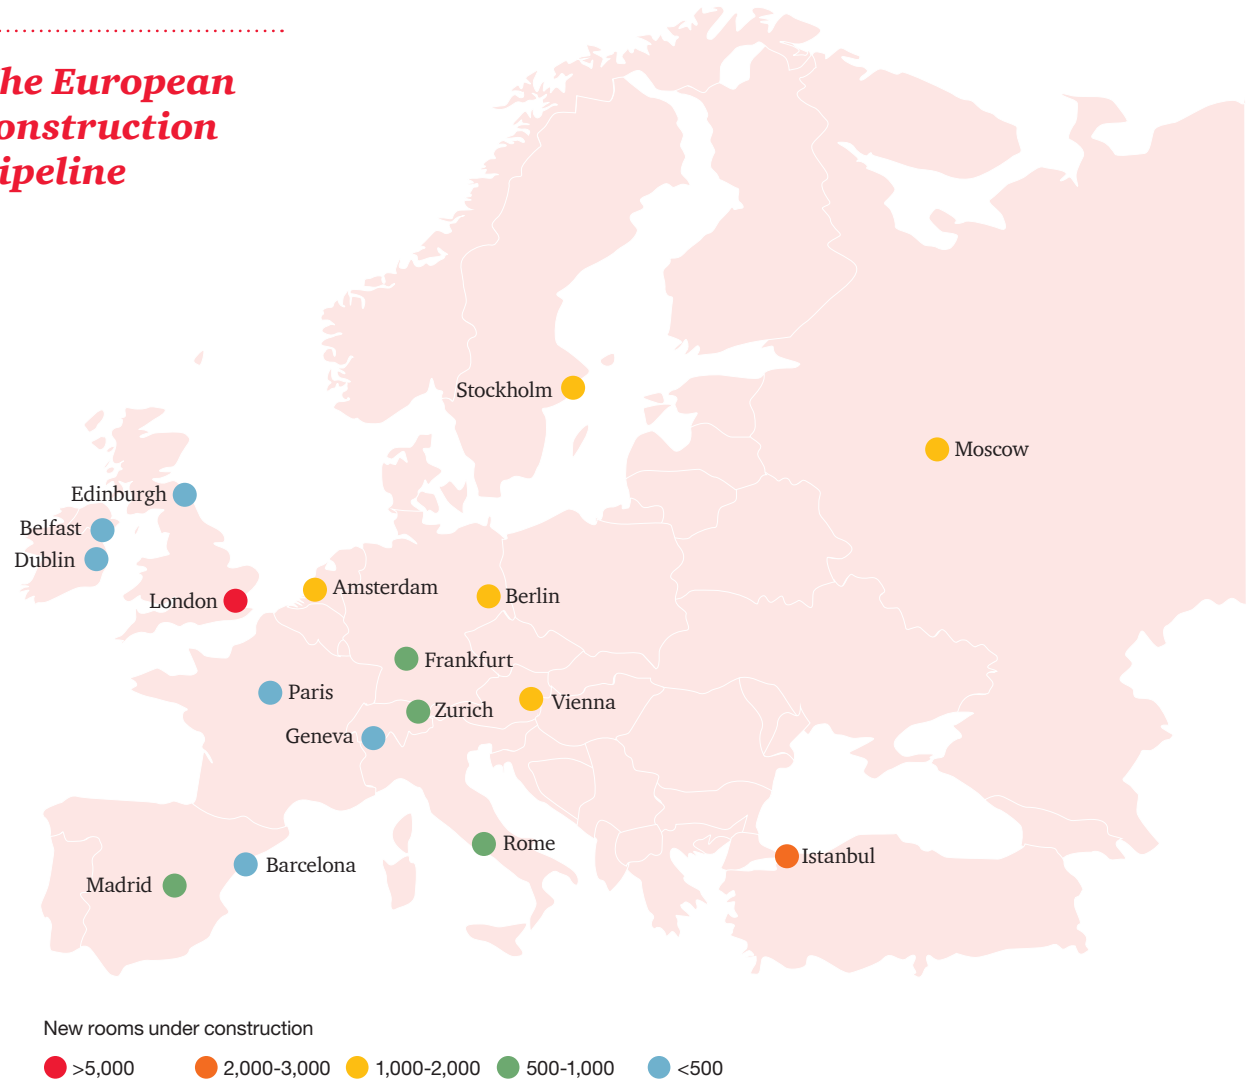 he European
onstruction
ipeline
Stockholm
Moscow
Edinburgh
Belfast
Dublin
Amsterdam
Berlin
London
Frankfurt
Paris
Vienna
Zurich
Geneva
Rome
Istanbul
Barcelona
Madrid
New rooms under construction
>5,000 2,000-3,000 1,000-2,000 500-1,000 <500